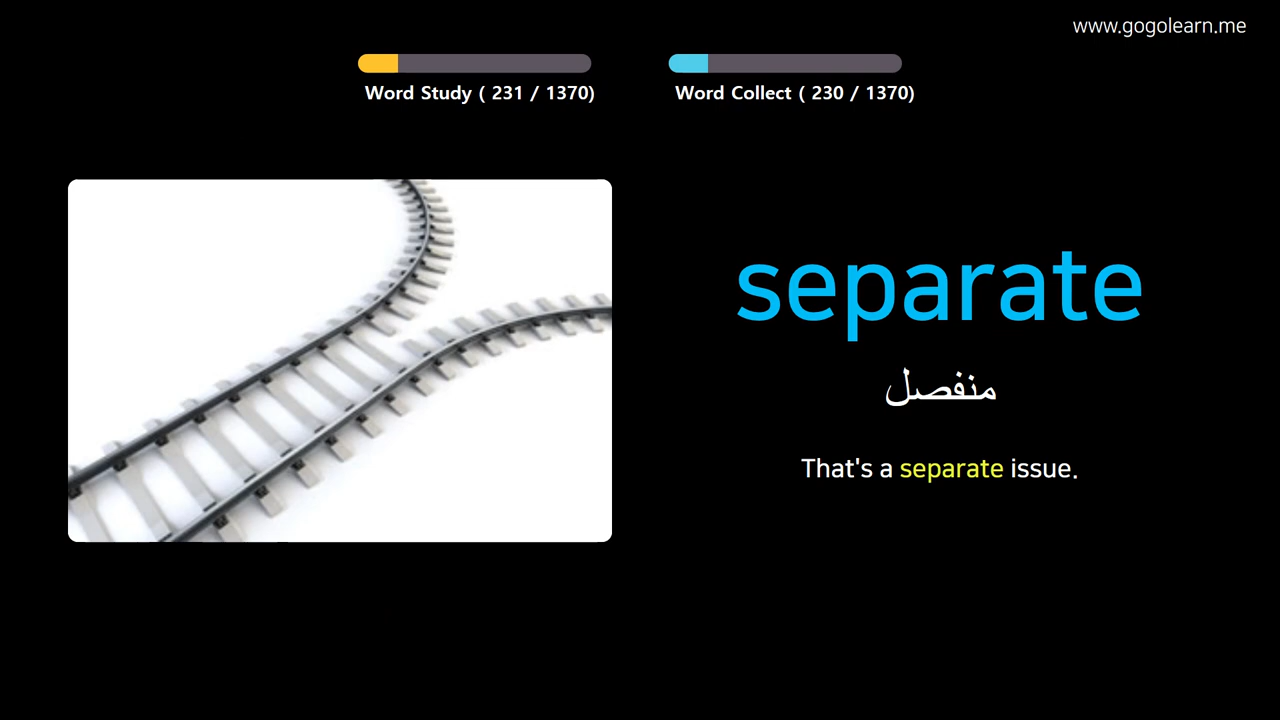 www.gogolearn.me
Word Study ( 231 / 1370)
Word Collect ( 230 / 1370)
separate
منفصل
That's a separate issue.